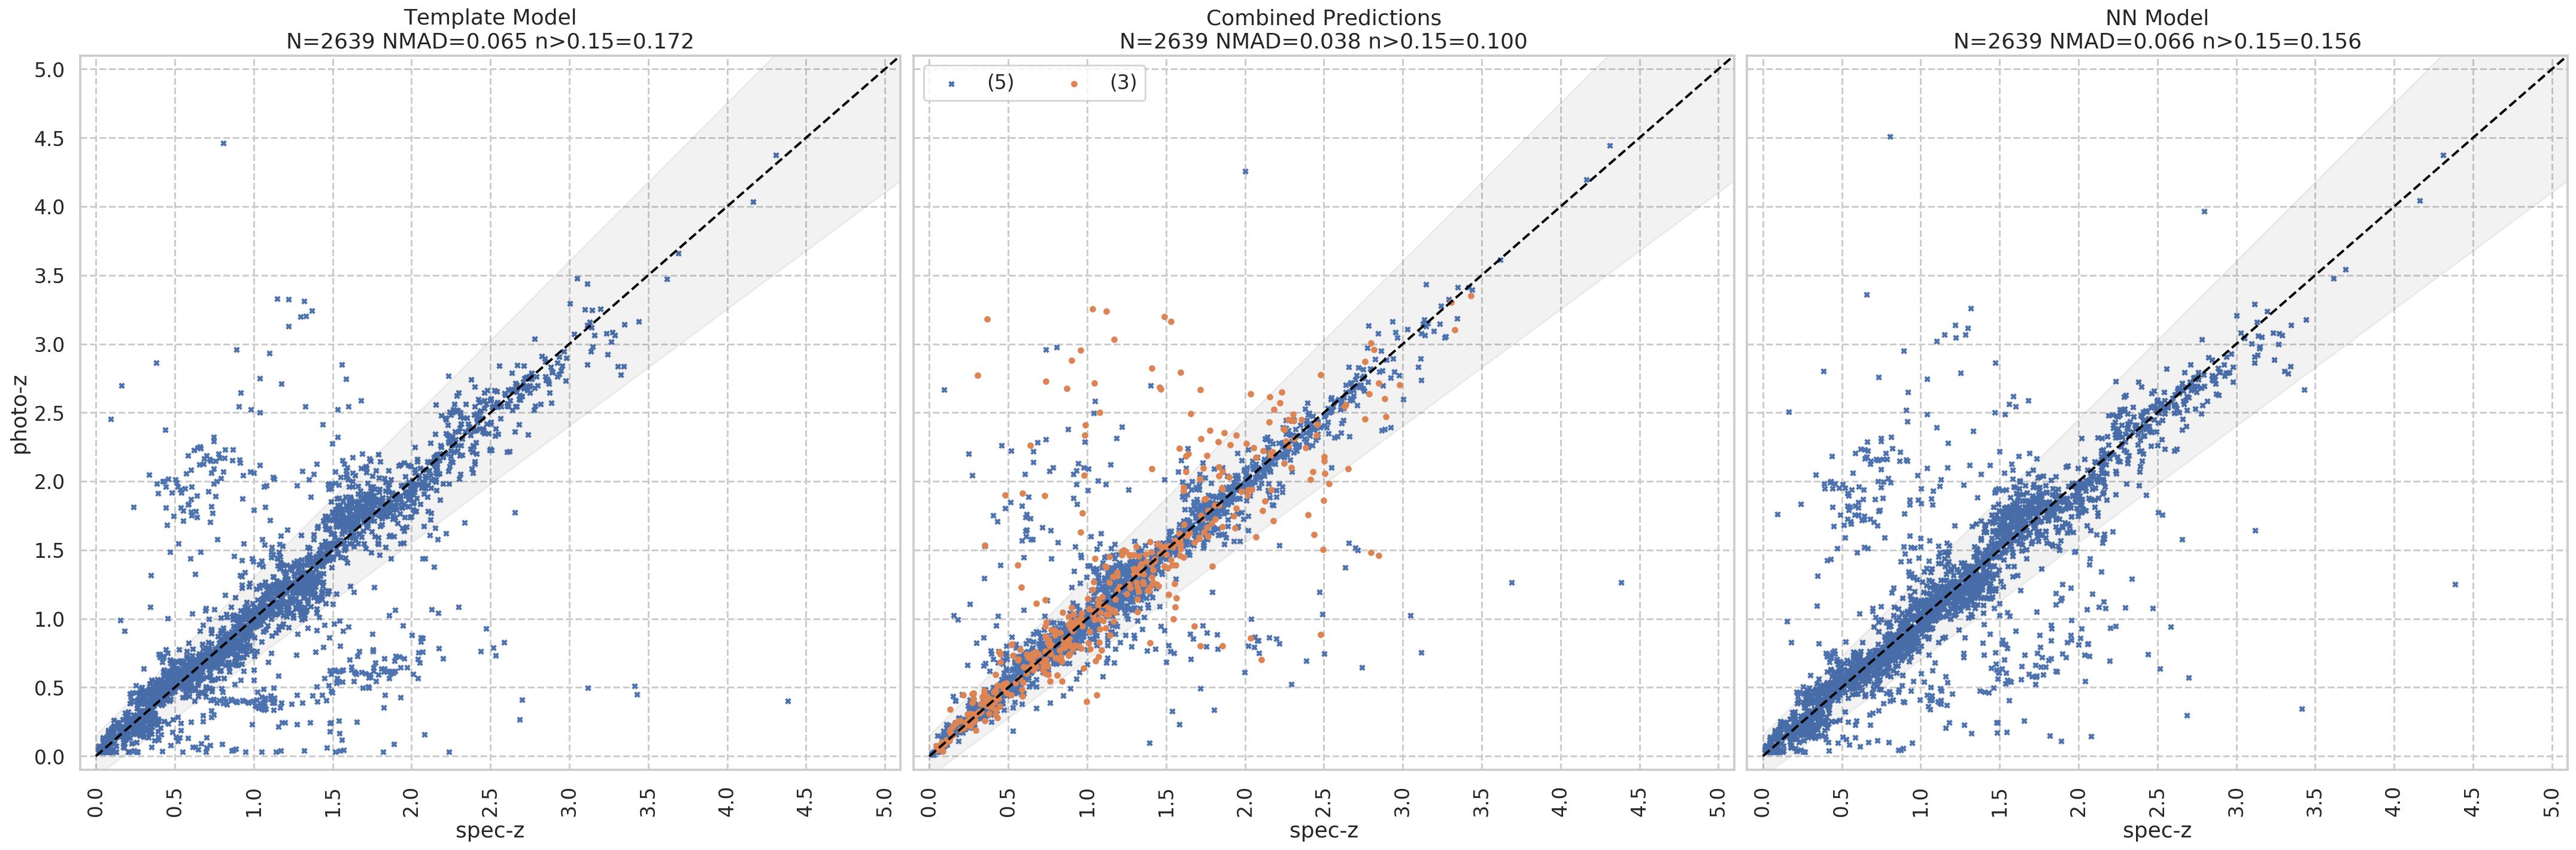 Template Model
N=2639 NMAD=0.065 n>0.15=0.172
Combined Predictions
N=2639 NMAD=0.038 n>0.15=0.100
NN Model
N=2639 NMAD=0.066 n>0.15=0.156
(5) (3)
photo-z
5.0
4.5
4.0
3.5
3.0
2.5
2.0
1.5
1.0
0.5
0.0
0.0 0.5 1.0 1.5 2.0 2.5 3.0 3.5 4.0 4.5 5.0
spec-z
0.0 0.5 1.0 1.5 2.0 2.5 3.0 3.5 4.0 4.5 5.0
spec-z
0.0 0.5 1.0 1.5 2.0 2.5 3.0 3.5 4.0 4.5 5.0
spec-z